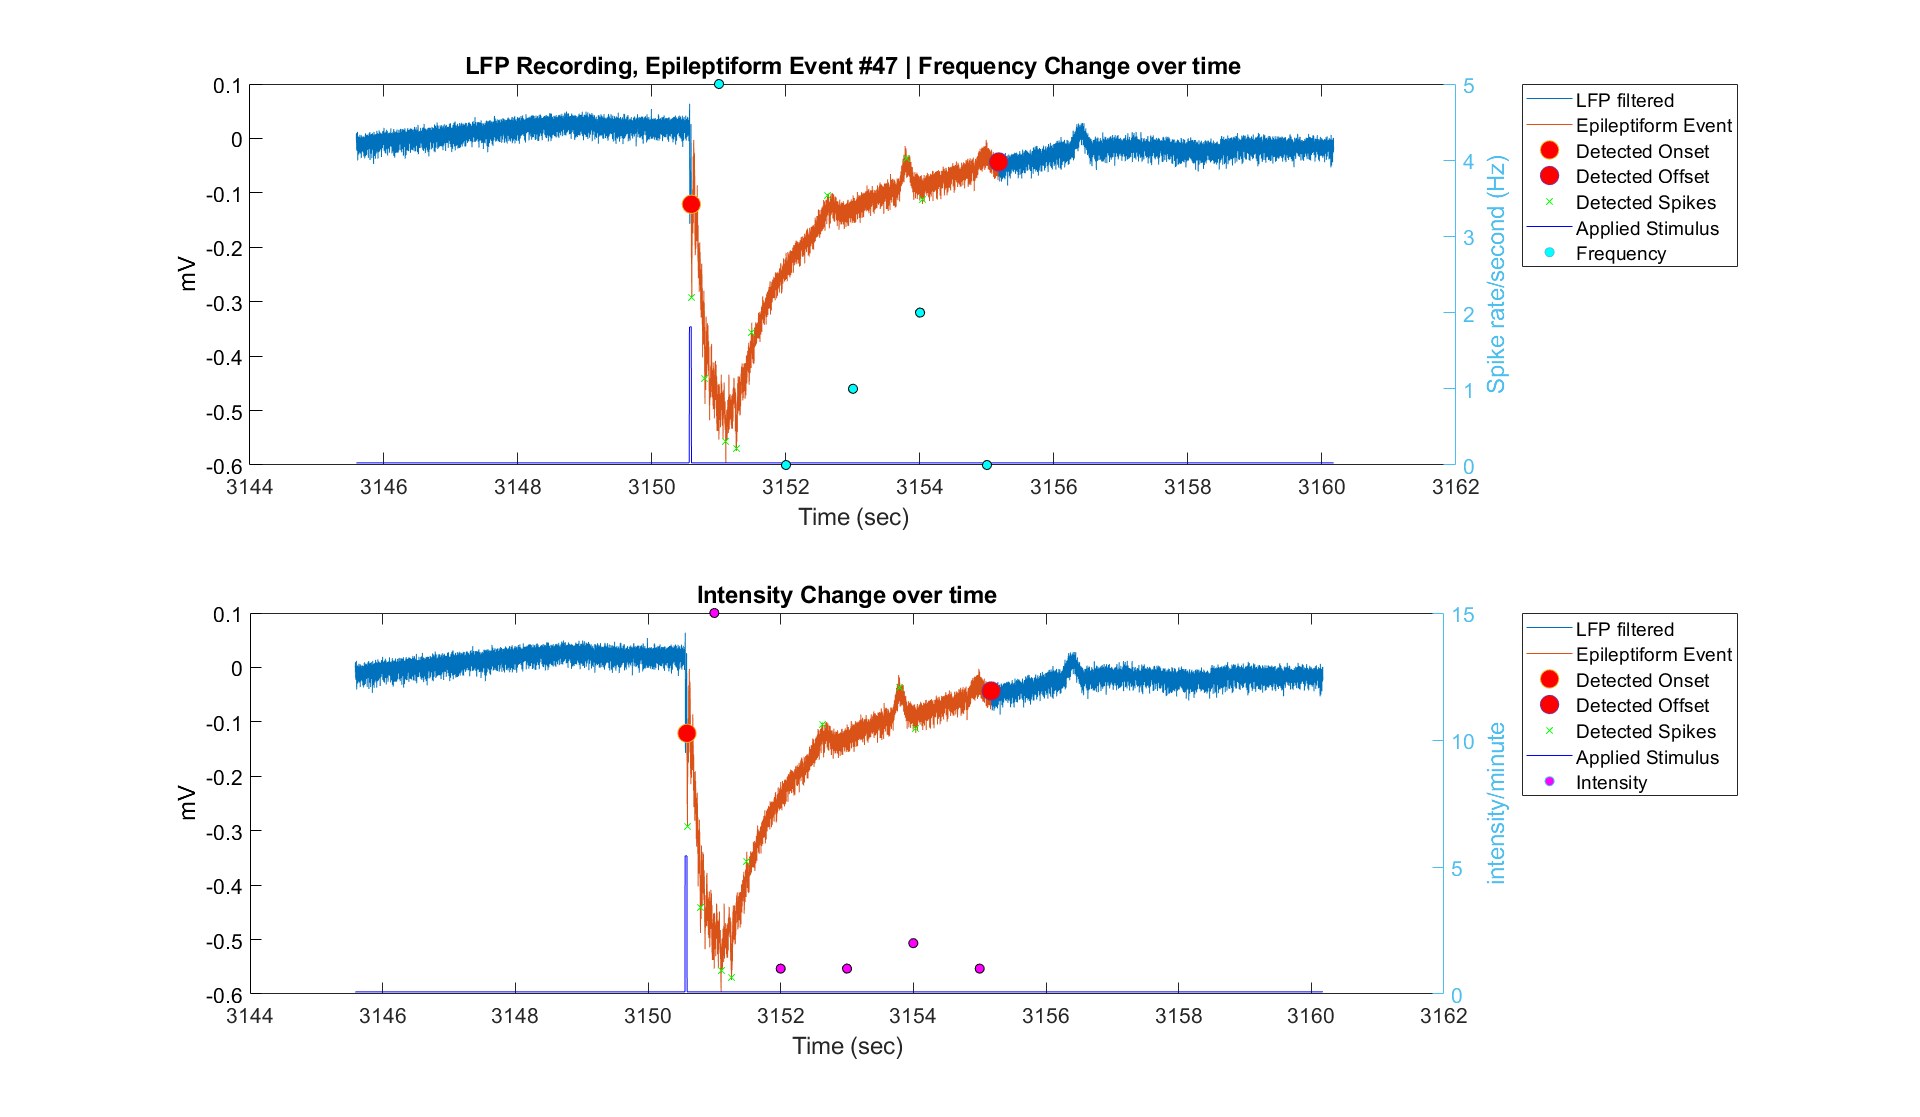 LFP Recording, Epileptiform Event #47 | Frequency Change over time
0.1
0
-0.1
-0.2
-0.3
-0.4
-0.5
-0.6
mV
5
4
3
2
1
0
Spike rate/second (Hz)
3144 3146 3148 3150 3152 3154 3156 3158 3160 3162
Time (sec)
LFP filtered
Epileptiform Event
Detected Onset
Detected Offset
Detected Spikes
Applied Stimulus
Frequency
Intensity Change over time
0.1
0
-0.1
-0.2
-0.3
-0.4
-0.5
-0.6
mV
15
10
5
0
intensity/minute
3144 3146 3148 3150 3152 3154 3156 3158 3160 3162
Time (sec)
LFP filtered
Epileptiform Event
Detected Onset
Detected Offset
Detected Spikes
Applied Stimulus
Intensity